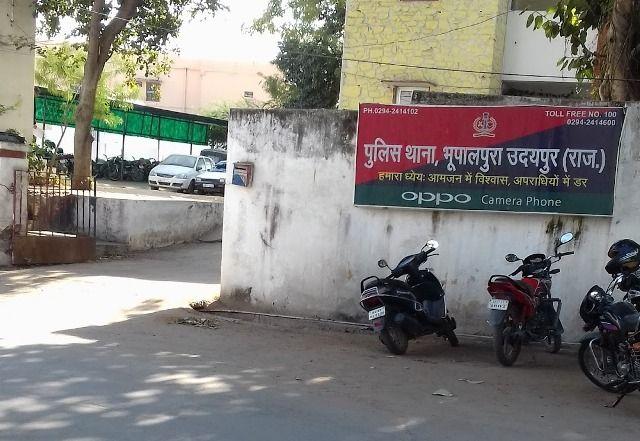 PH.0294-2414102
TOLL FREE NO. 100
0294-2414600
पुलिस थाना, भूपालपुरा उदयपुर (राज.)
हमारा ध्येयः आमजन में विश्वास, अपराधियों में डर
oppo Camera Phone